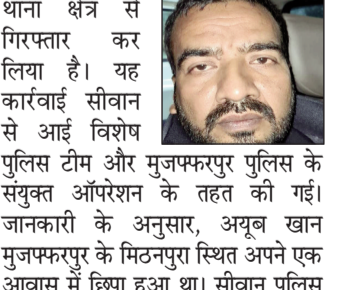 थाना क्षेत्र से
गिरफ्तार कर
लिया है। यह
कार्रवाई सीवान
से आई विशेष
पुलिस टीम और मुजफ्फरपुर पुलिस के
संयुक्त ऑपरेशन के तहत की गई।
जानकारी के अनुसार, अयूब खान
मुजफ्फरपुर के मिठनपुरा स्थित अपने एक
आवास में छिपा हुआ था। सीवान पुलिस